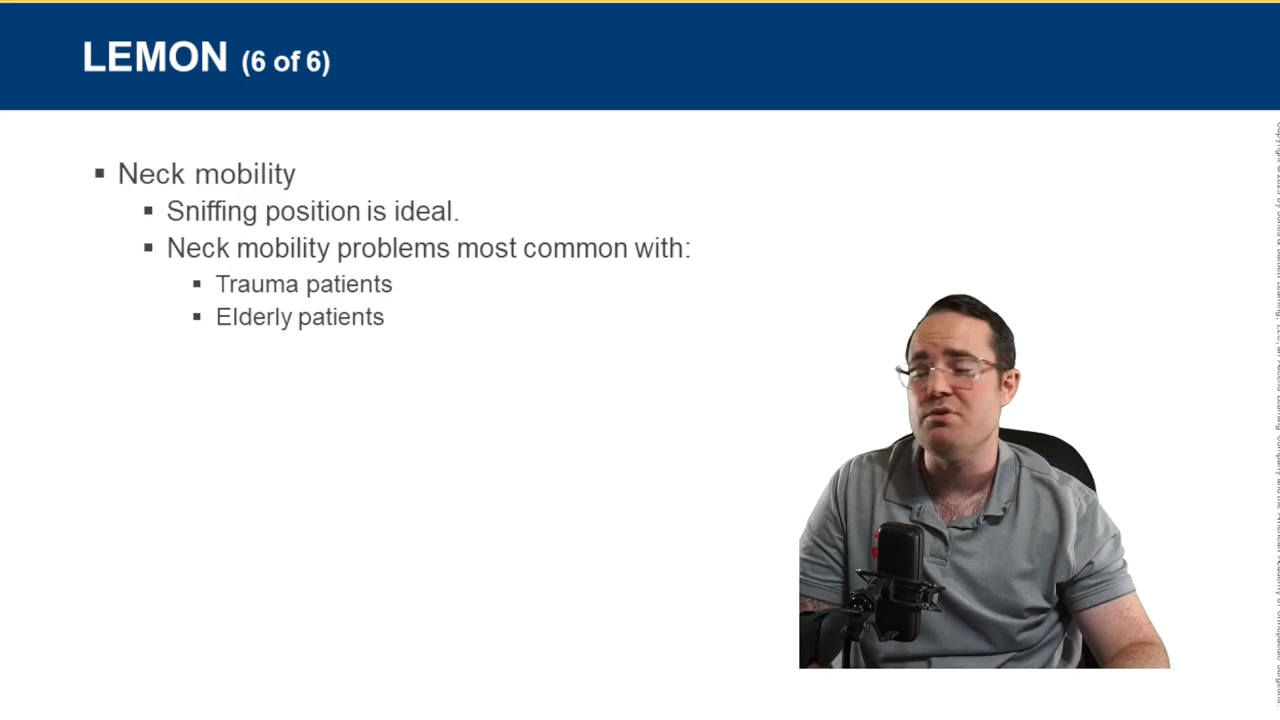 LEMON (6 of 6)
▪ Neck mobility
▪ Sniffing position is ideal.
▪ Neck mobility problems most common with:
▪ Trauma patients
▪ Elderly patients